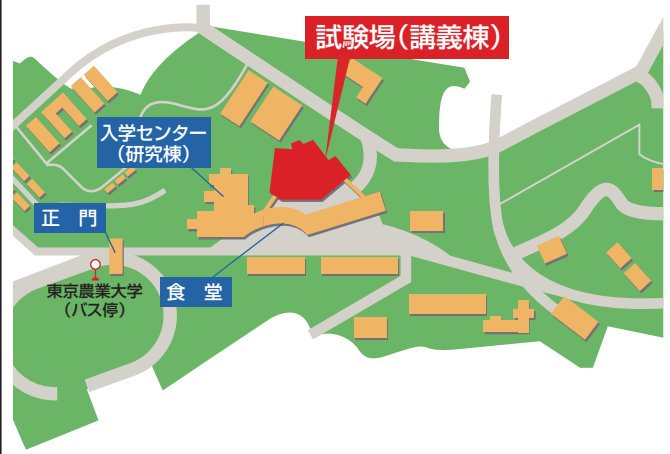 試験場（講義棟）
入学センター
（研究棟）
正　門
東京農業大学
（バス停）
食　堂